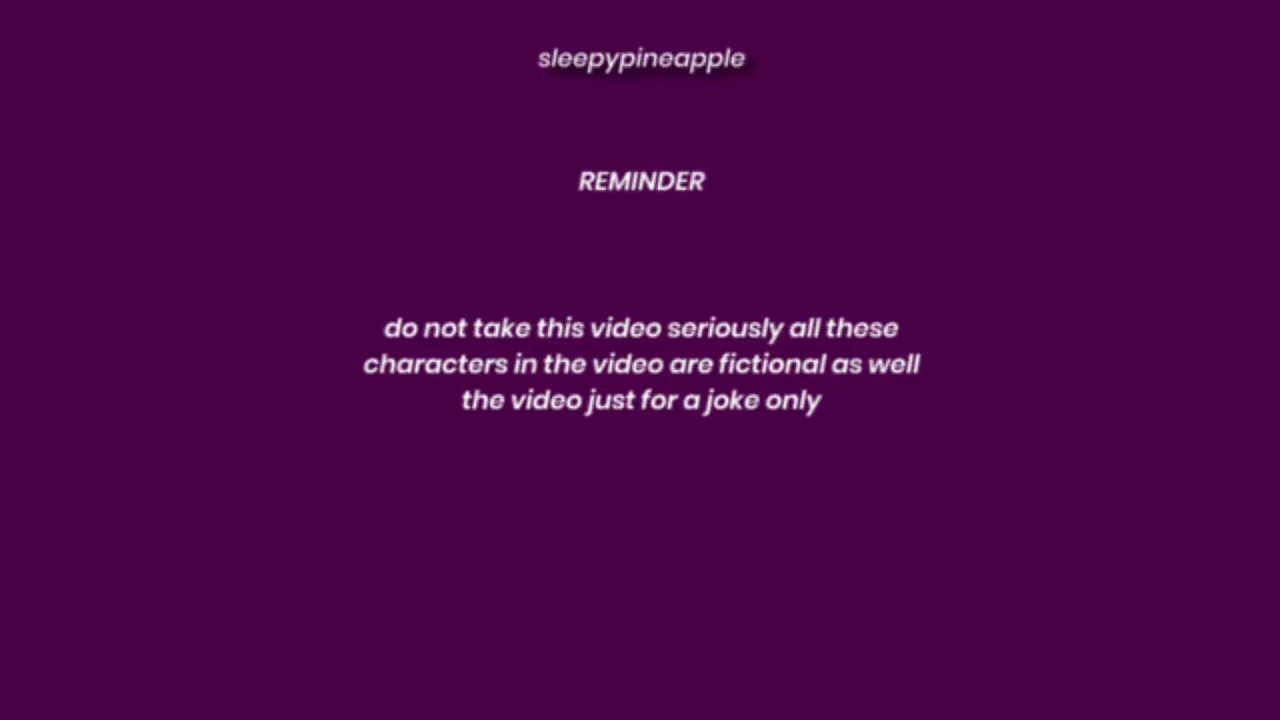 sleepypineapple
REMINDER
do not take this video seriously all these
characters in the video are fictional as well
the video just for a joke only